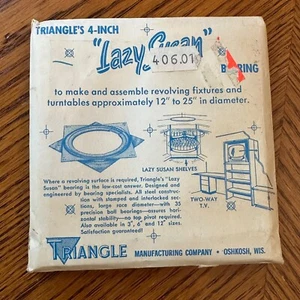 TRIANGLE'S 4-INCH
"Lazy Susan"
406.01
B RING
to make and assemble revolving fixtures and
turntables approximately 12" to 25" in diameter.
LAZY SUSAN SHELVES
TWO-WAY
T.V.
Where a revolving surface is required, Triangle's "Lazy
Susan" bearing is the low-cost answer. Designed and
engineered by bearing specialists. All steel construc-
tion with stamped and interlocked sec-
tions, large race diameter—with 35
precision ball bearings—assures hori-
zontal stability—no top pivot required.
Also available in 3", 6" and 12" sizes.
Satisfaction guaranteed!
TRIANGLE
MANUFACTURING COMPANY • OSHKOSH, WIS.